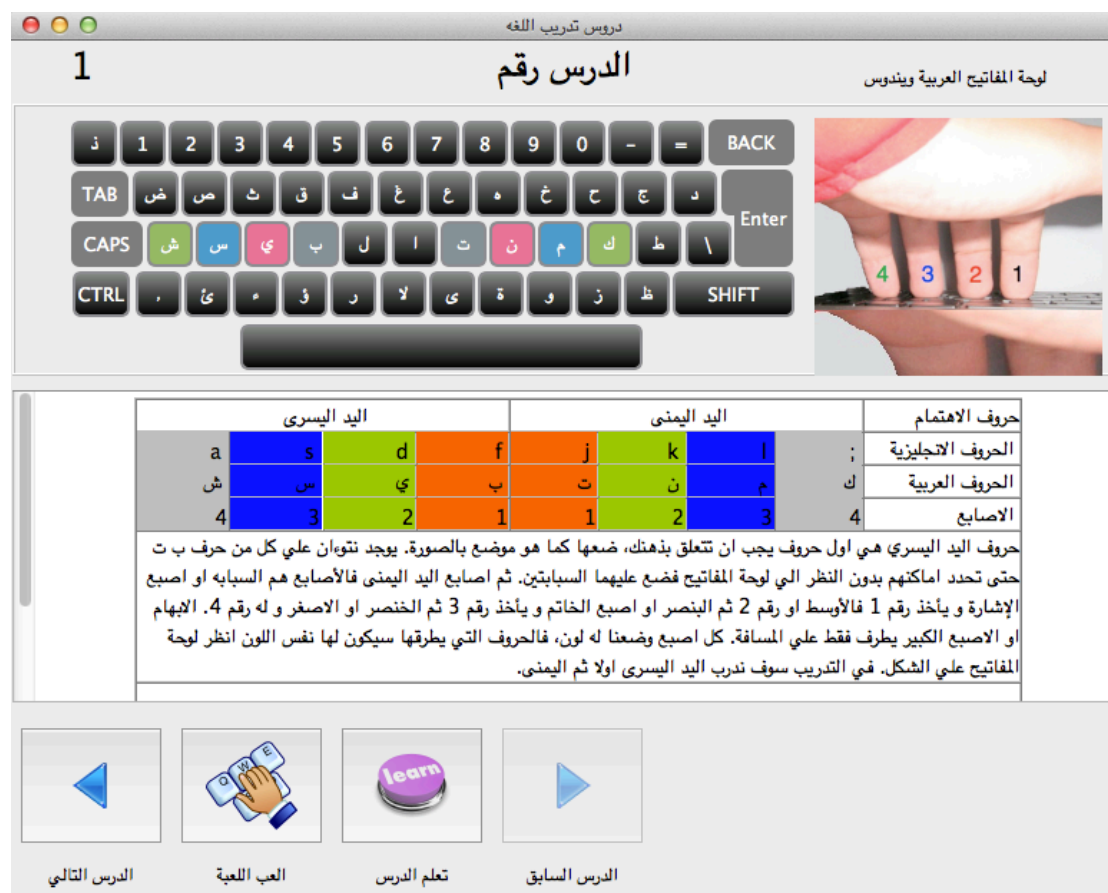 دروس تدريب اللغه
لوحة المفاتيح العربية ويندوس
الدرس رقم
1
ذ 1 2 3 4 5 6 7 8 9 0 - = BACK
TAB ض ص ث ق ف غ ع ه خ ح ج د
Enter
CAPS ش س ي ب ل ا ت ن م ك ط \
CTRL . ئ ء ؤ ر لا ى ة و ز ظ SHIFT
4 3 2 1
حروف الاهتمام اليد اليمنى اليد اليسرى
الحروف الانجليزية ; l k j f d s a
الحروف العربية ك م ن ت ب ي س ش
الاصابع 4 3 2 1 1 2 3 4
حروف اليد اليسري هي اول حروف يجب ان تتعلق بذهنك، ضعها كما هو موضع بالصورة. يوجد نتوءان علي كل من حرف ب ت
حتى تحدد اماكنهم بدون النظر الي لوحة المفاتيح فضع عليهما السبابتين. ثم اصابع اليد اليمنى فالأصابع هم السبابه او اصبع
الإشارة و يأخذ رقم 1 فالأوسط او رقم 2 ثم البنصر او اصبع الخاتم و يأخذ رقم 3 ثم الخنصر او الاصغر و له رقم 4. الابهام
او الاصبع الكبير يطرف فقط علي المسافة. كل اصبع وضعنا له لون، فالحروف التي يطرقها سيكون لها نفس اللون انظر لوحة
المفاتيح علي الشكل. في التدريب سوف ندرب اليد اليسرى اولا ثم اليمنى.
Q W E
learn
الدرس السابق
تعلم الدرس
العب اللعبة
الدرس التالي